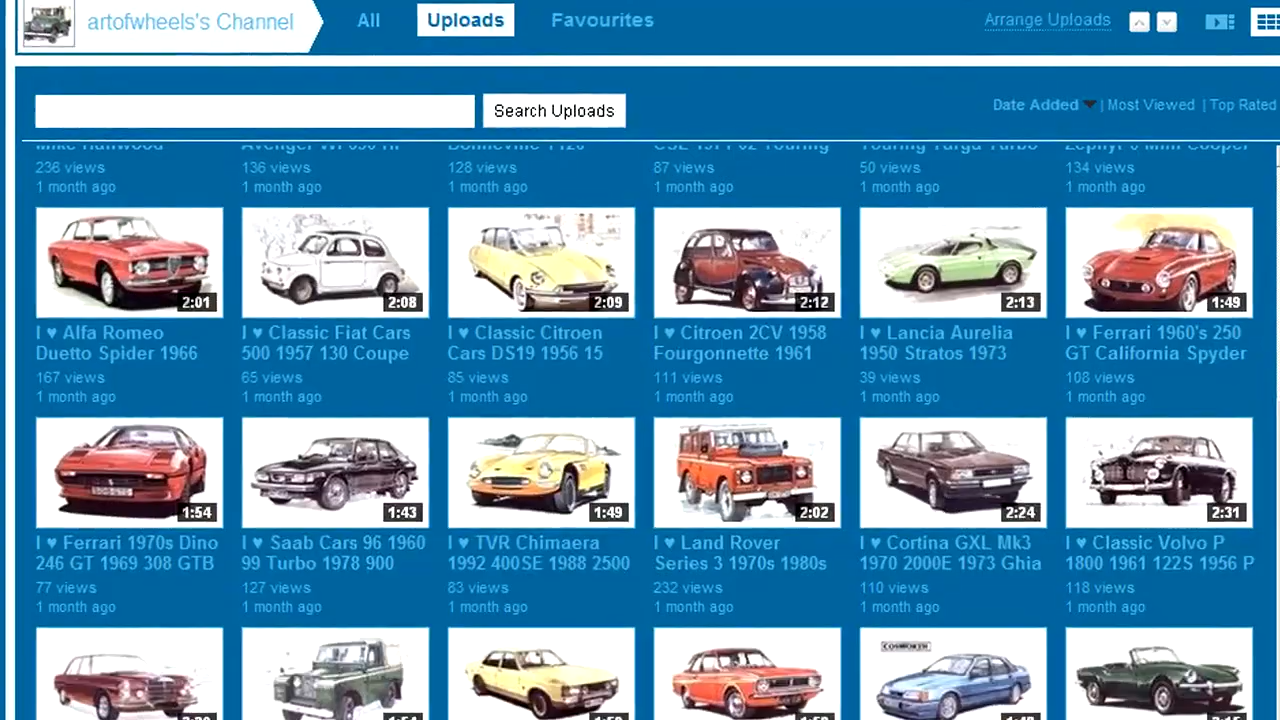 artofwheels's Channel All Uploads Favourites Arrange Uploads
Search Uploads Date Added | Most Viewed | Top Rated
236 views 136 views 128 views 87 views 50 views 134 views
1 month ago 1 month ago 1 month ago 1 month ago 1 month ago 1 month ago
2:01 2:08 2:09 2:12 2:13 1:49
I ♥ Alfa Romeo I ♥ Classic Fiat Cars I ♥ Classic Citroen I ♥ Citroen 2CV 1958 I ♥ Lancia Aurelia I ♥ Ferrari 1960's 250
Duetto Spider 1966 500 1957 130 Coupe Cars DS19 1956 15 Fourgonnette 1961 1950 Stratos 1973 GT California Spyder
167 views 65 views 85 views 111 views 39 views 108 views
1 month ago 1 month ago 1 month ago 1 month ago 1 month ago 1 month ago
1:54 1:43 1:49 2:02 2:24 2:31
I ♥ Ferrari 1970s Dino I ♥ Saab Cars 96 1960 I ♥ TVR Chimaera I ♥ Land Rover I ♥ Cortina GXL Mk3 I ♥ Classic Volvo P
246 GT 1969 308 GTB 99 Turbo 1978 900 1992 400SE 1988 2500 Series 3 1970s 1980s 1970 2000E 1973 Ghia 1800 1961 122S 1956 P
77 views 127 views 83 views 232 views 110 views 118 views
1 month ago 1 month ago 1 month ago 1 month ago 1 month ago 1 month ago
COSWORTH